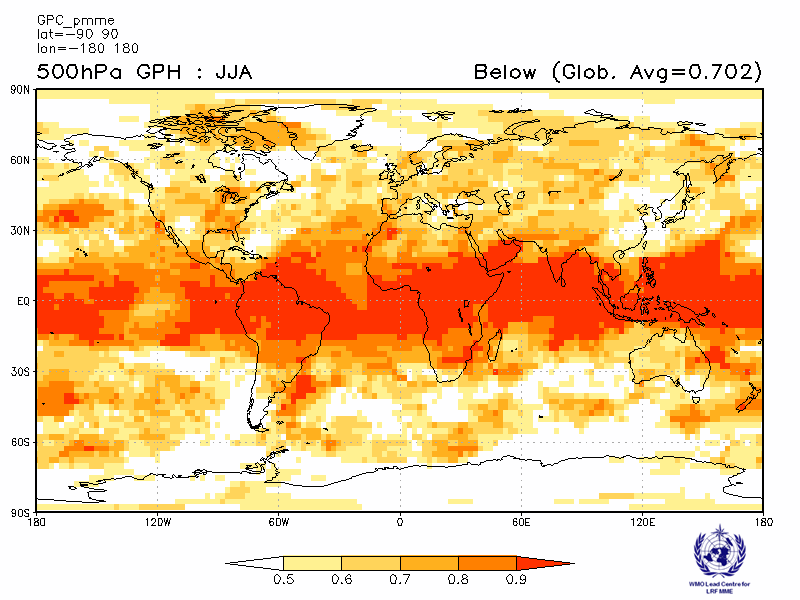 GPC_pmme
lat=-90 90
lon=-180 180
500hPa GPH : JJA
Below (Glob. Avg=0.702)
90N
60N
30N
EQ
30S
60S
90S
180 120W 60W 0 60E 120E 180
0.5 0.6 0.7 0.8 0.9
WMO Lead Centre for
LRF MME